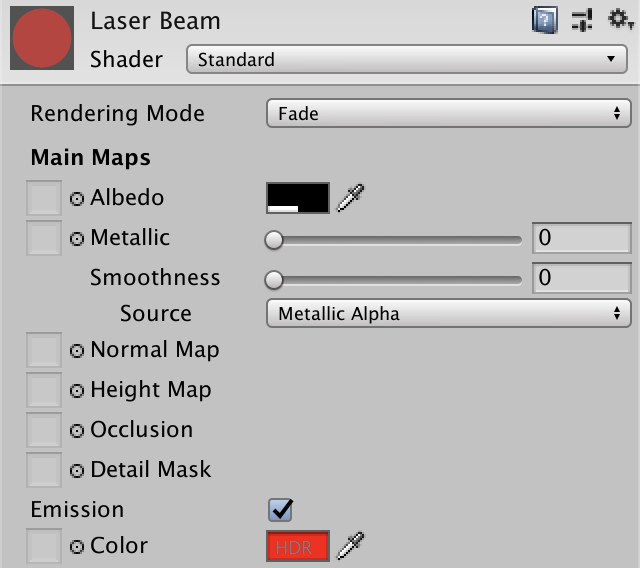 Laser Beam
Shader Standard
Rendering Mode Fade
Main Maps
Albedo
Metallic 0
Smoothness 0
Source Metallic Alpha
Normal Map
Height Map
Occlusion
Detail Mask
Emission
Color HDR